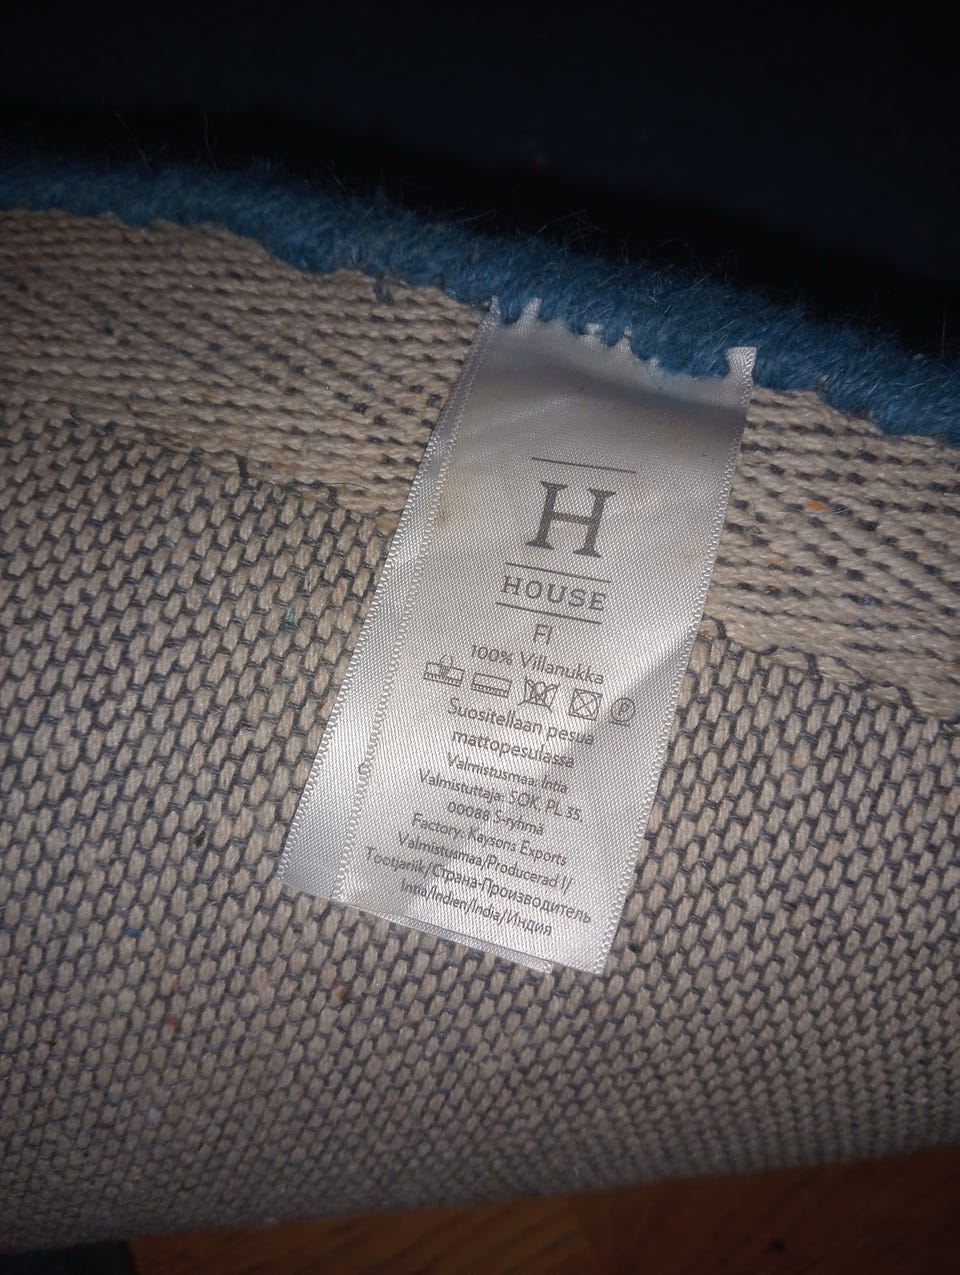 H
HOUSE
FI
100% Villanukka
P
Suositellaan pesua
mattopesulassa
Valmistusmaa: Intia
Valmistuttaja: SOK, PL 35,
00088 S-ryhmä
Factory: Kaysons Exports
Valmistusmaa/Producerad I/
Tootjariik/Страна-Производитель
Intia/Indien/India/Индия